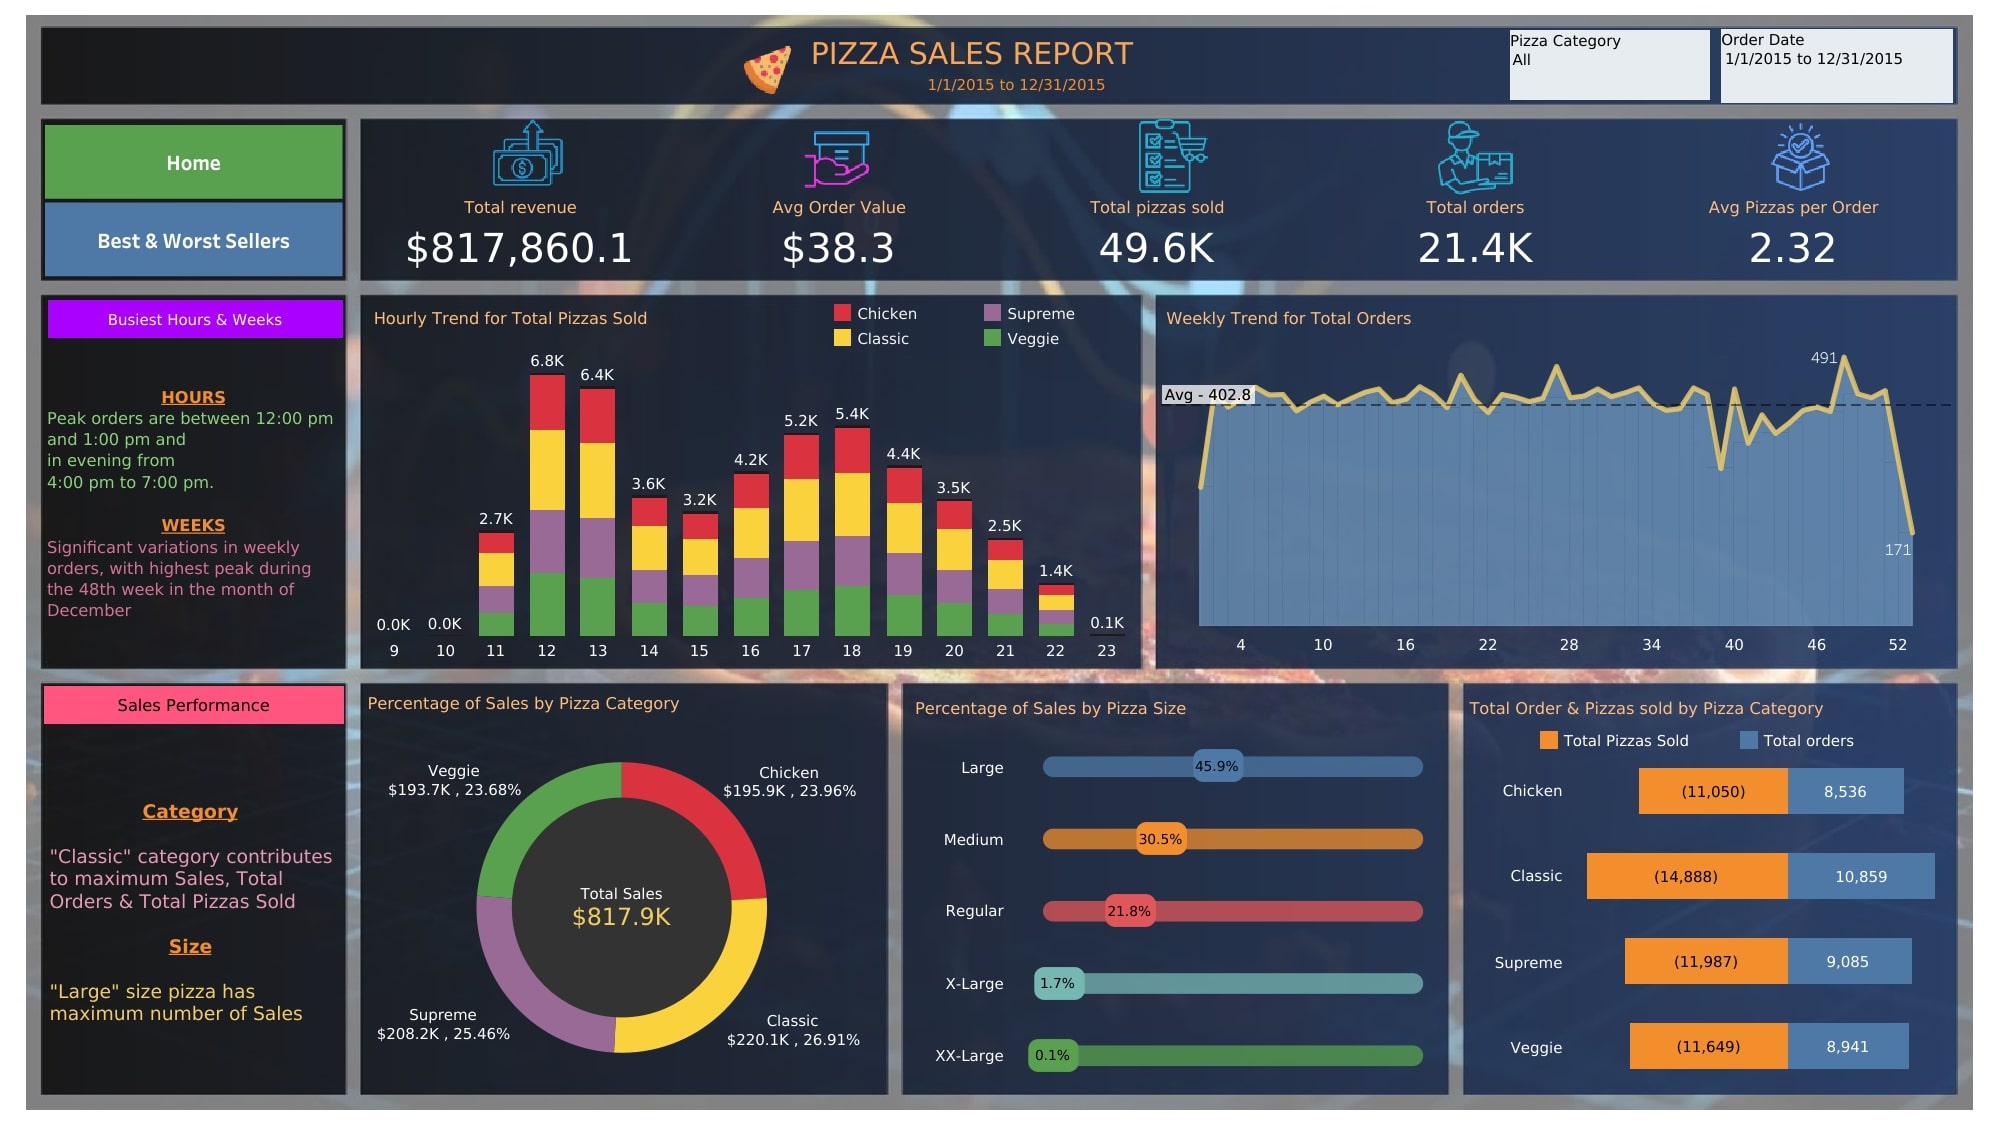 PIZZA SALES REPORT
1/1/2015 to 12/31/2015
Pizza Category
All
Order Date
1/1/2015 to 12/31/2015
Home
Best & Worst Sellers
Total revenue
$817,860.1
Avg Order Value
$38.3
Total pizzas sold
49.6K
Total orders
21.4K
Avg Pizzas per Order
2.32
Busiest Hours & Weeks
HOURS
Peak orders are between 12:00 pm
and 1:00 pm and
in evening from
4:00 pm to 7:00 pm.
WEEKS
Significant variations in weekly
orders, with highest peak during
the 48th week in the month of
December
Hourly Trend for Total Pizzas Sold
Chicken
Supreme
Classic
Veggie
0.0K 0.0K 2.7K 6.8K 6.4K 3.6K 3.2K 4.2K 5.2K 5.4K 4.4K 3.5K 2.5K 1.4K 0.1K
9 10 11 12 13 14 15 16 17 18 19 20 21 22 23
Weekly Trend for Total Orders
491
Avg - 402.8
171
4 10 16 22 28 34 40 46 52
Sales Performance
Category
"Classic" category contributes
to maximum Sales, Total
Orders & Total Pizzas Sold
Size
"Large" size pizza has
maximum number of Sales
Percentage of Sales by Pizza Category
Veggie
$193.7K , 23.68%
Chicken
$195.9K , 23.96%
Total Sales
$817.9K
Supreme
$208.2K , 25.46%
Classic
$220.1K , 26.91%
Percentage of Sales by Pizza Size
Large 45.9%
Medium 30.5%
Regular 21.8%
X-Large 1.7%
XX-Large 0.1%
Total Order & Pizzas sold by Pizza Category
Total Pizzas Sold
Total orders
Chicken (11,050) 8,536
Classic (14,888) 10,859
Supreme (11,987) 9,085
Veggie (11,649) 8,941